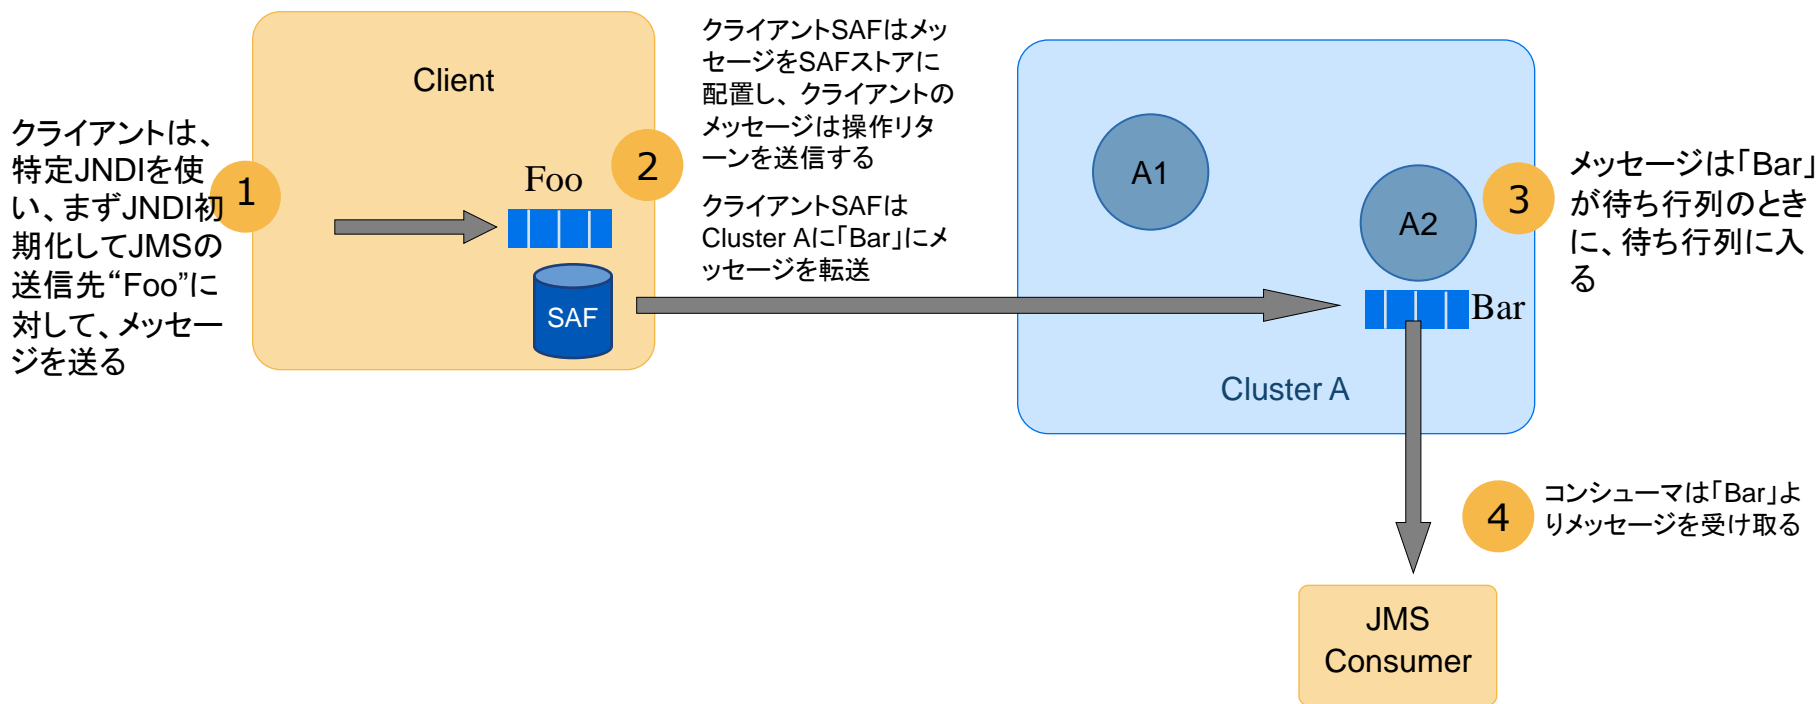 Client
クライアントは、
特定JNDIを使
い、まずJNDI初
期化してJMSの
送信先“Foo”に
対して、メッセー
ジを送る
1
Foo
SAF
2
クライアントSAFはメッ
セージをSAFストアに
配置し、クライアントの
メッセージは操作リタ
ーンを送信する
クライアントSAFは
Cluster Aに「Bar」にメ
ッセージを転送
A1
A2
Bar
Cluster A
3
メッセージは「Bar」
が待ち行列のとき
に、待ち行列に入
る
4
コンシューマは「Bar」よ
りメッセージを受け取る
JMS
Consumer